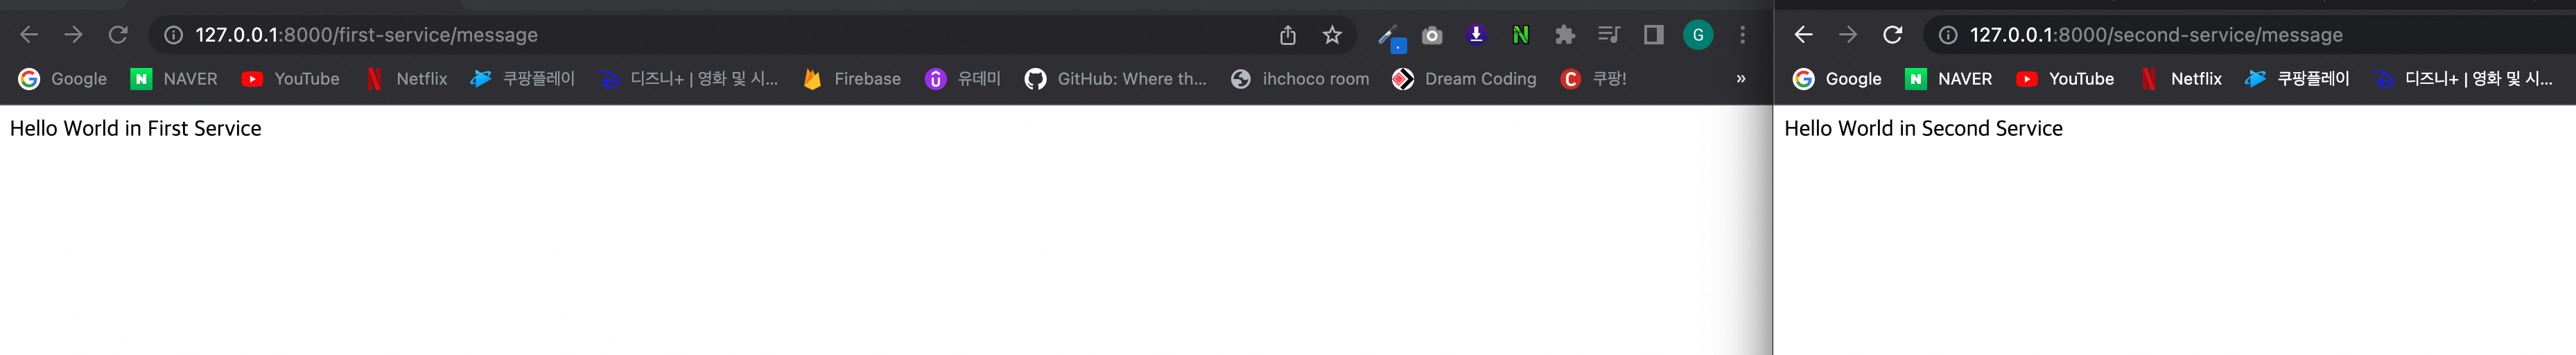 127.0.0.1:8000/first-service/message
G
Google NAVER YouTube Netflix 쿠팡플레이 디즈니+ | 영화 및 시... Firebase 유데미 GitHub: Where th... ihchoco room Dream Coding 쿠팡! »
Hello World in First Service
127.0.0.1:8000/second-service/message
Google NAVER YouTube Netflix 쿠팡플레이 디즈니+ | 영화 및 시...
Hello World in Second Service